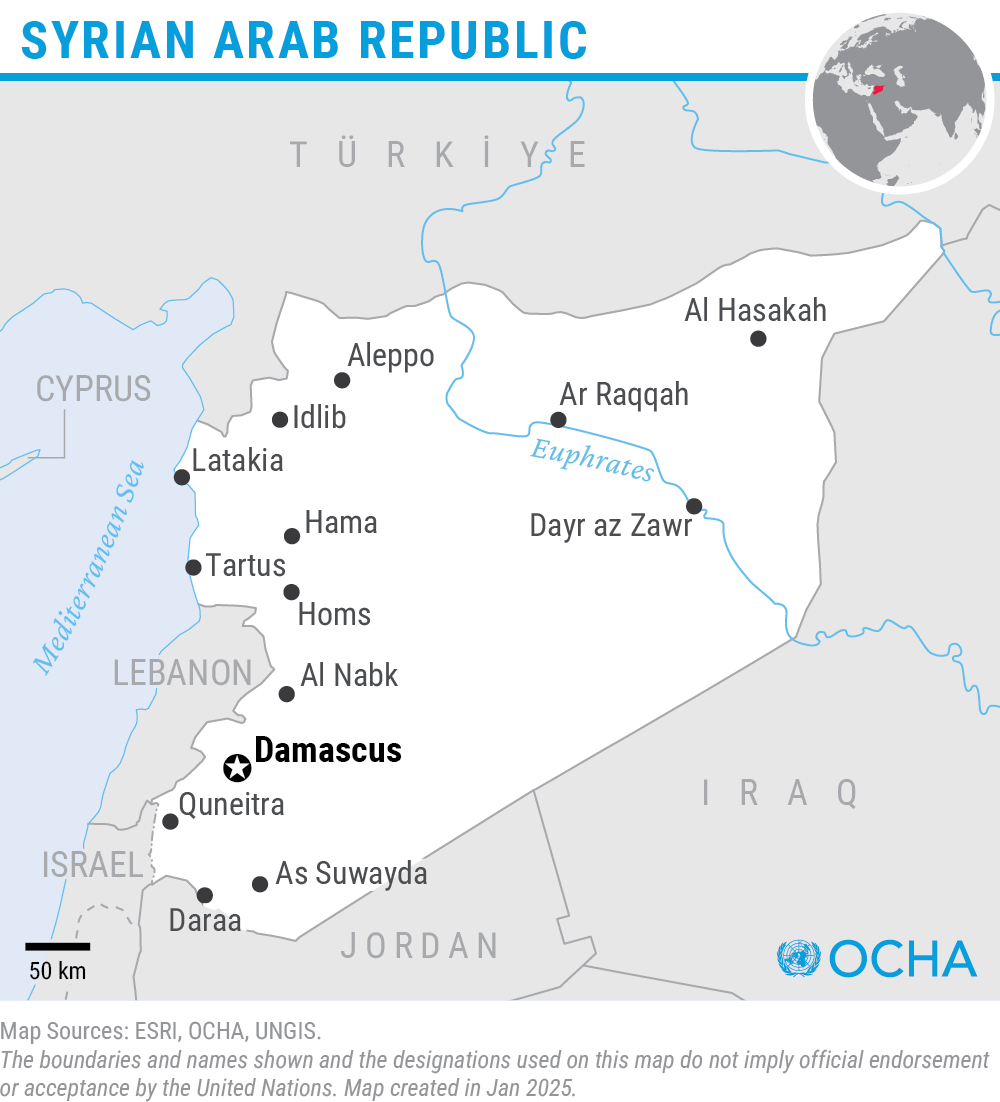 SYRIAN ARAB REPUBLIC
TÜRKİYE
Al Hasakah
Aleppo
CYPRUS
Ar Raqqah
Idlib
Euphrates
Latakia
Mediterranean Sea
Hama
Dayr az Zawr
Tartus
Homs
LEBANON
Al Nabk
Damascus
IRAQ
Quneitra
ISRAEL
As Suwayda
Daraa
JORDAN
50 km
OCHA
Map Sources: ESRI, OCHA, UNGIS.
The boundaries and names shown and the designations used on this map do not imply official endorsement
or acceptance by the United Nations. Map created in Jan 2025.